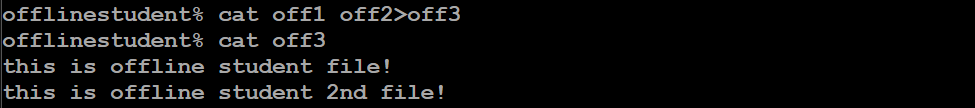 offlinestudent% cat off1 off2>off3
offlinestudent% cat off3
this is offline student file!
this is offline student 2nd file!